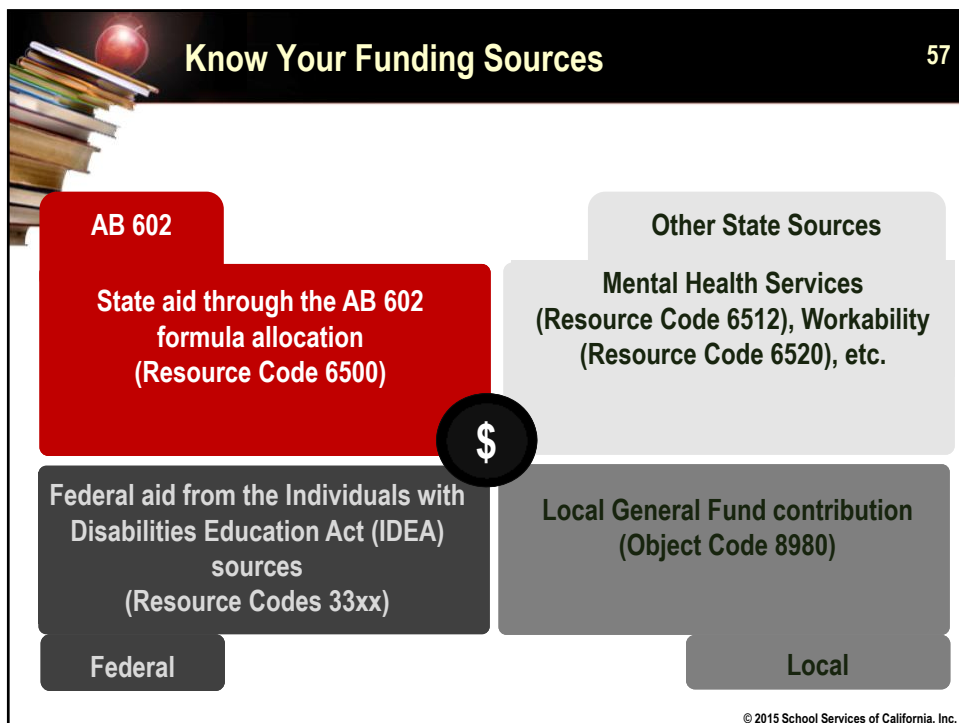 Know Your Funding Sources
57
AB 602
State aid through the AB 602
formula allocation
(Resource Code 6500)
Other State Sources
Mental Health Services
(Resource Code 6512), Workability
(Resource Code 6520), etc.
$
Federal aid from the Individuals with
Disabilities Education Act (IDEA)
sources
(Resource Codes 33xx)
Federal
Local General Fund contribution
(Object Code 8980)
Local
© 2015 School Services of California, Inc.